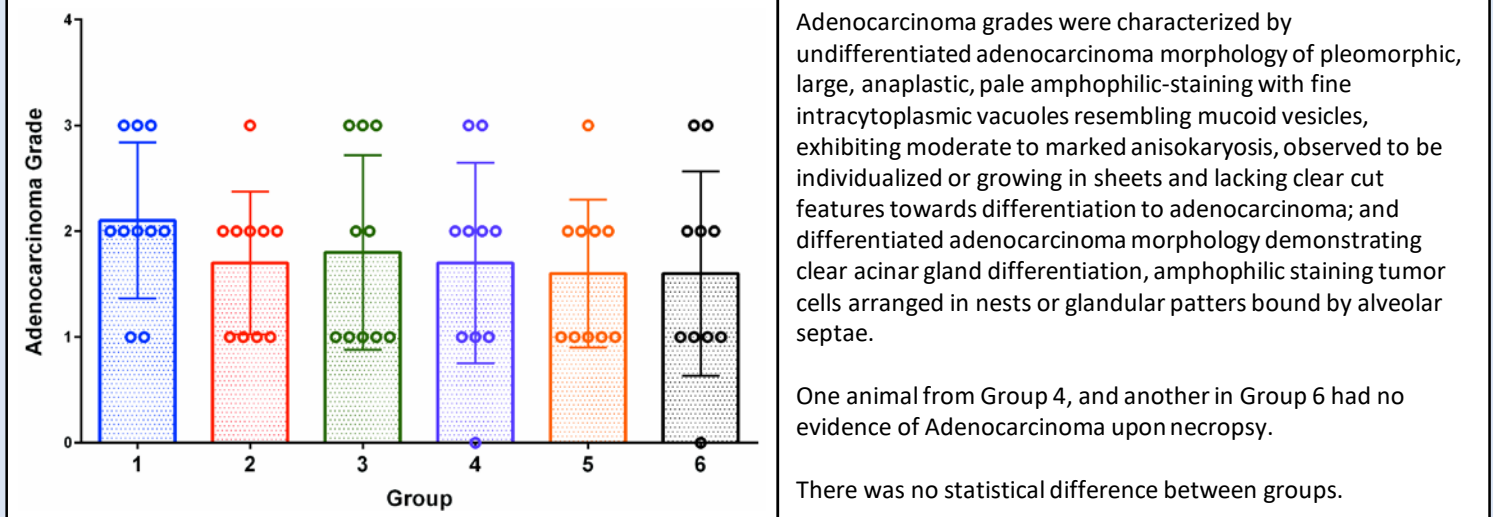 4
3
2
1
0
Adenocarcinoma Grade
1 2 3 4 5 6
Group
Adenocarcinoma grades were characterized by
undifferentiated adenocarcinoma morphology of pleomorphic,
large, anaplastic, pale amphophilic-staining with fine
intracytoplasmic vacuoles resembling mucoid vesicles,
exhibiting moderate to marked anisokaryosis, observed to be
individualized or growing in sheets and lacking clear cut
features towards differentiation to adenocarcinoma; and
differentiated adenocarcinoma morphology demonstrating
clear acinar gland differentiation, amphophilic staining tumor
cells arranged in nests or glandular patters bound by alveolar
septae.
One animal from Group 4, and another in Group 6 had no
evidence of Adenocarcinoma upon necropsy.
There was no statistical difference between groups.